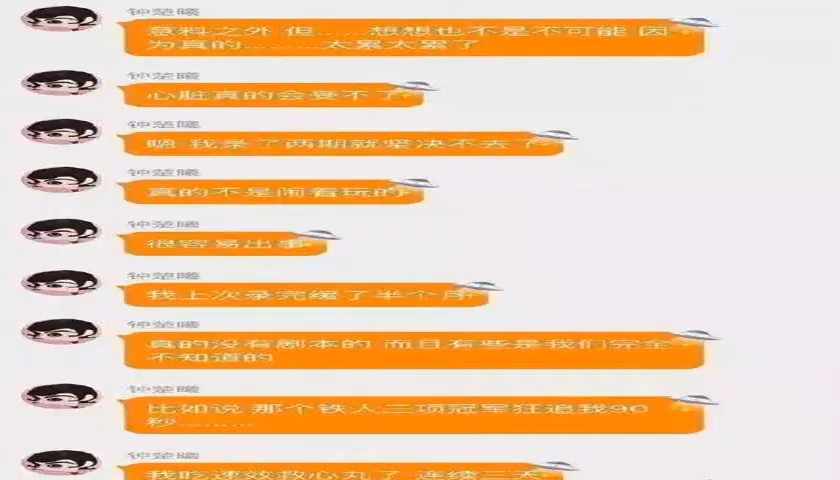 钟楚曦
意料之外 但……想想也不是不可能 因
为真的………太累太累了
钟楚曦
心脏真的会受不了
钟楚曦
嗯 我录了两期就坚决不去了
钟楚曦
真的不是闹着玩的
钟楚曦
很容易出事
钟楚曦
我上次录完缓了半个月
钟楚曦
真的没有剧本的 而且有些是我们完全
不知道的
钟楚曦
比如说 那个铁人三项冠军狂追我90
秒………
钟楚曦
我吃速效救心丸了 连续三天